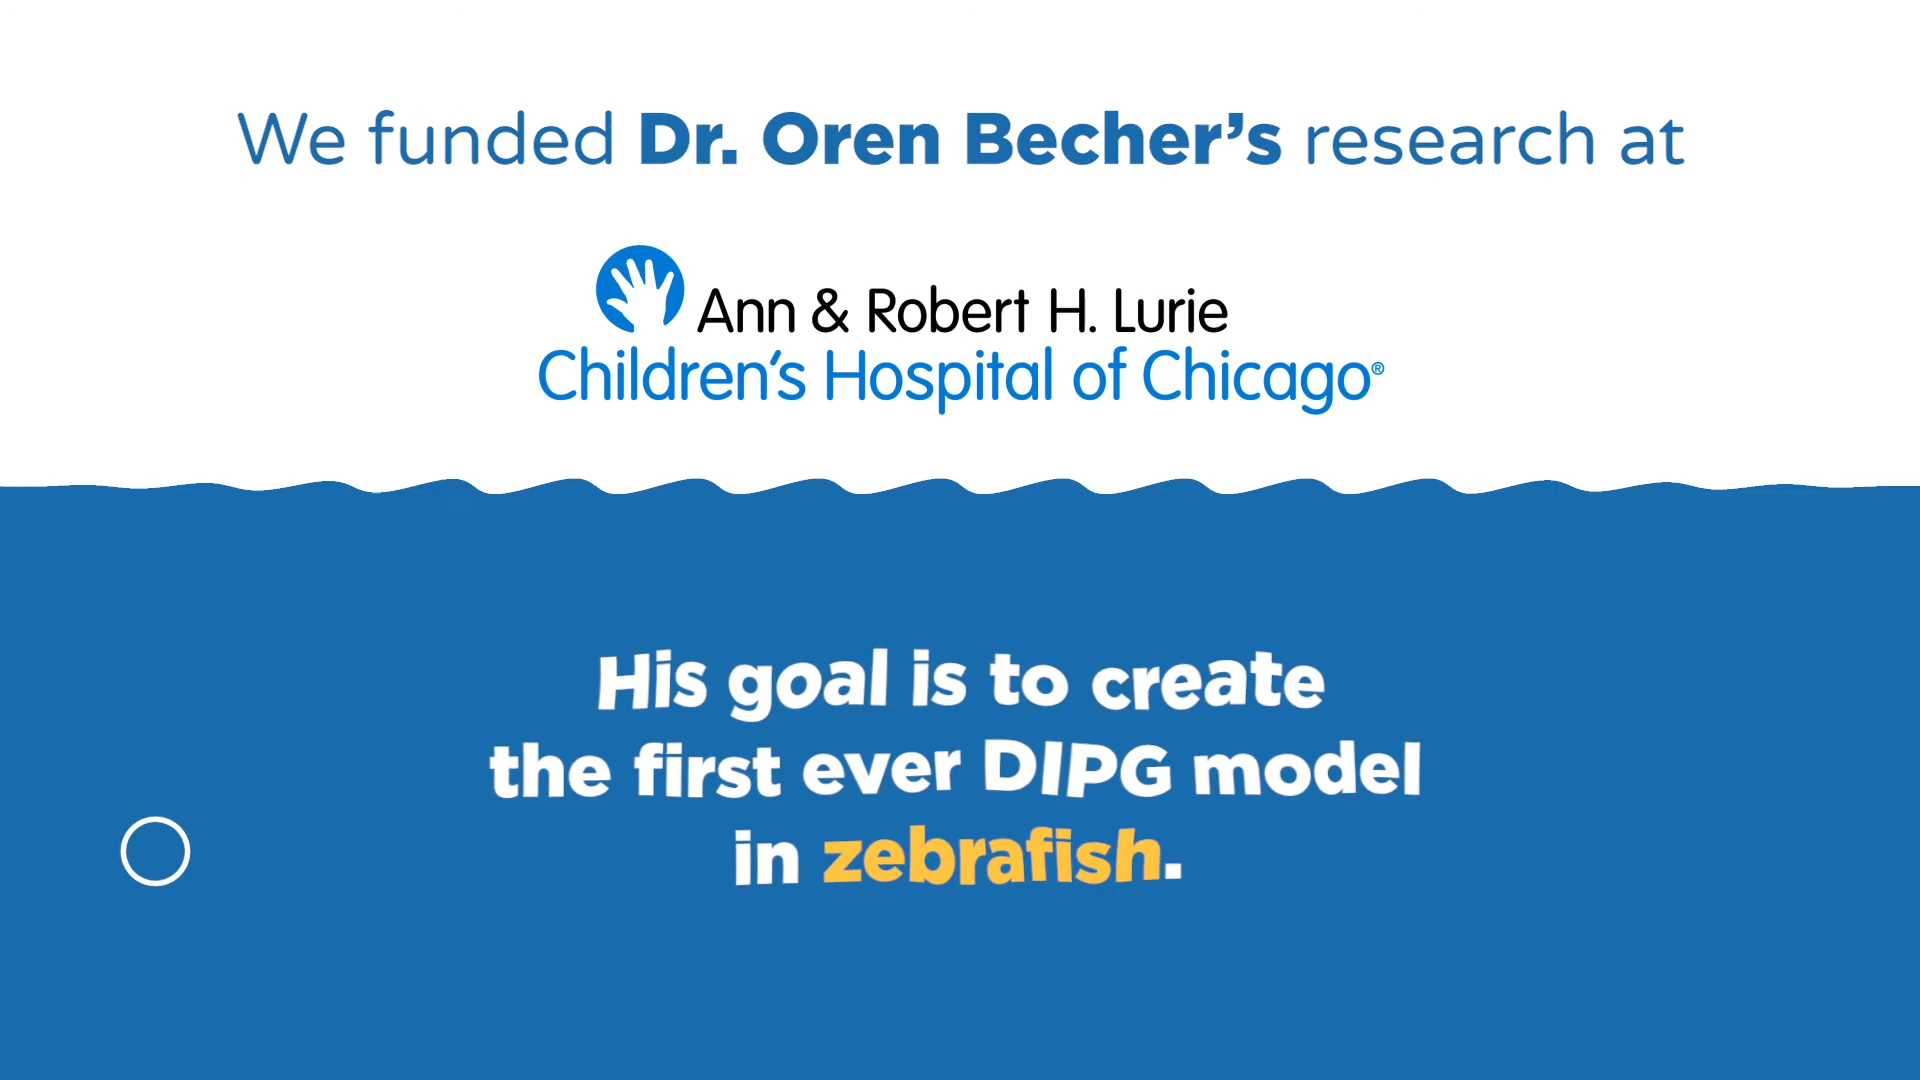 We funded Dr. Oren Becher’s research at
Ann & Robert H. Lurie
Children’s Hospital of Chicago®
His goal is to create
the first ever DIPG model
in zebrafish.